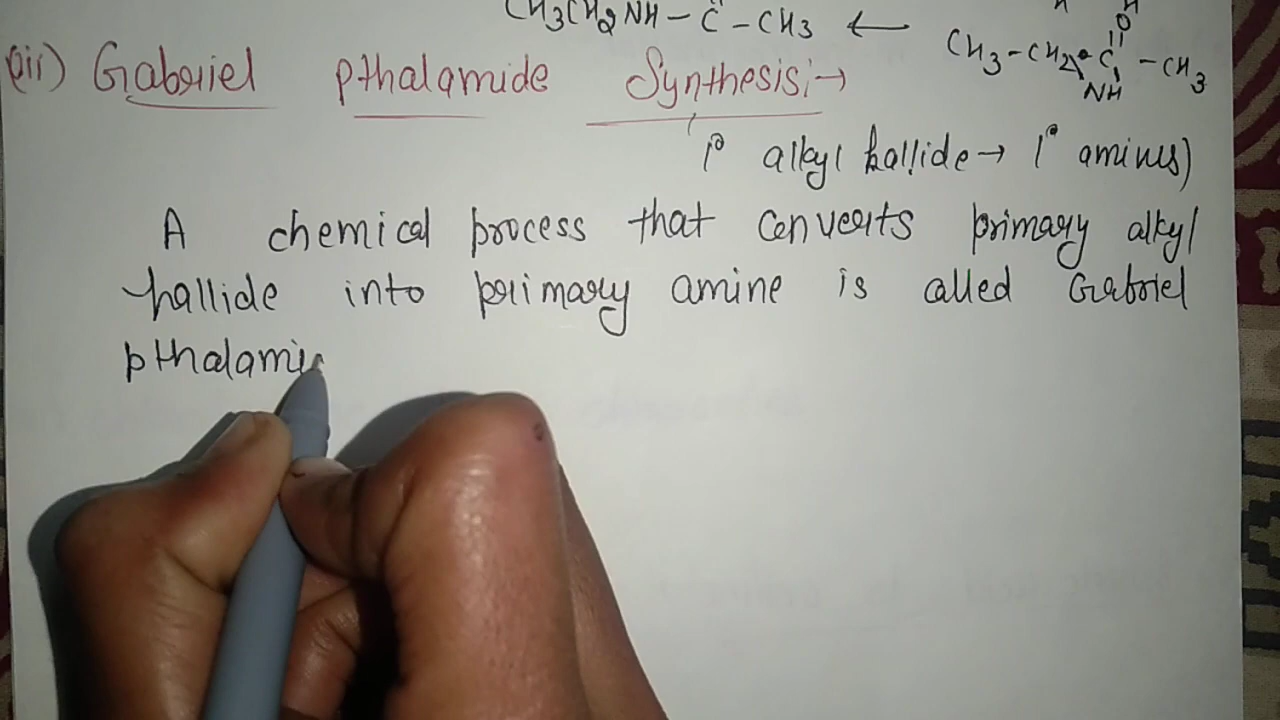 CH3CH2NH - C - CH3 ←
O
CH3-CH2 C -CH3
NH
(ii) Gabriel pthalamide Synthesis:→
1° alkyl hallide → 1° amines)
A chemical process that converts primary alkyl
hallide into primary amine is called Gabriel
pthalami